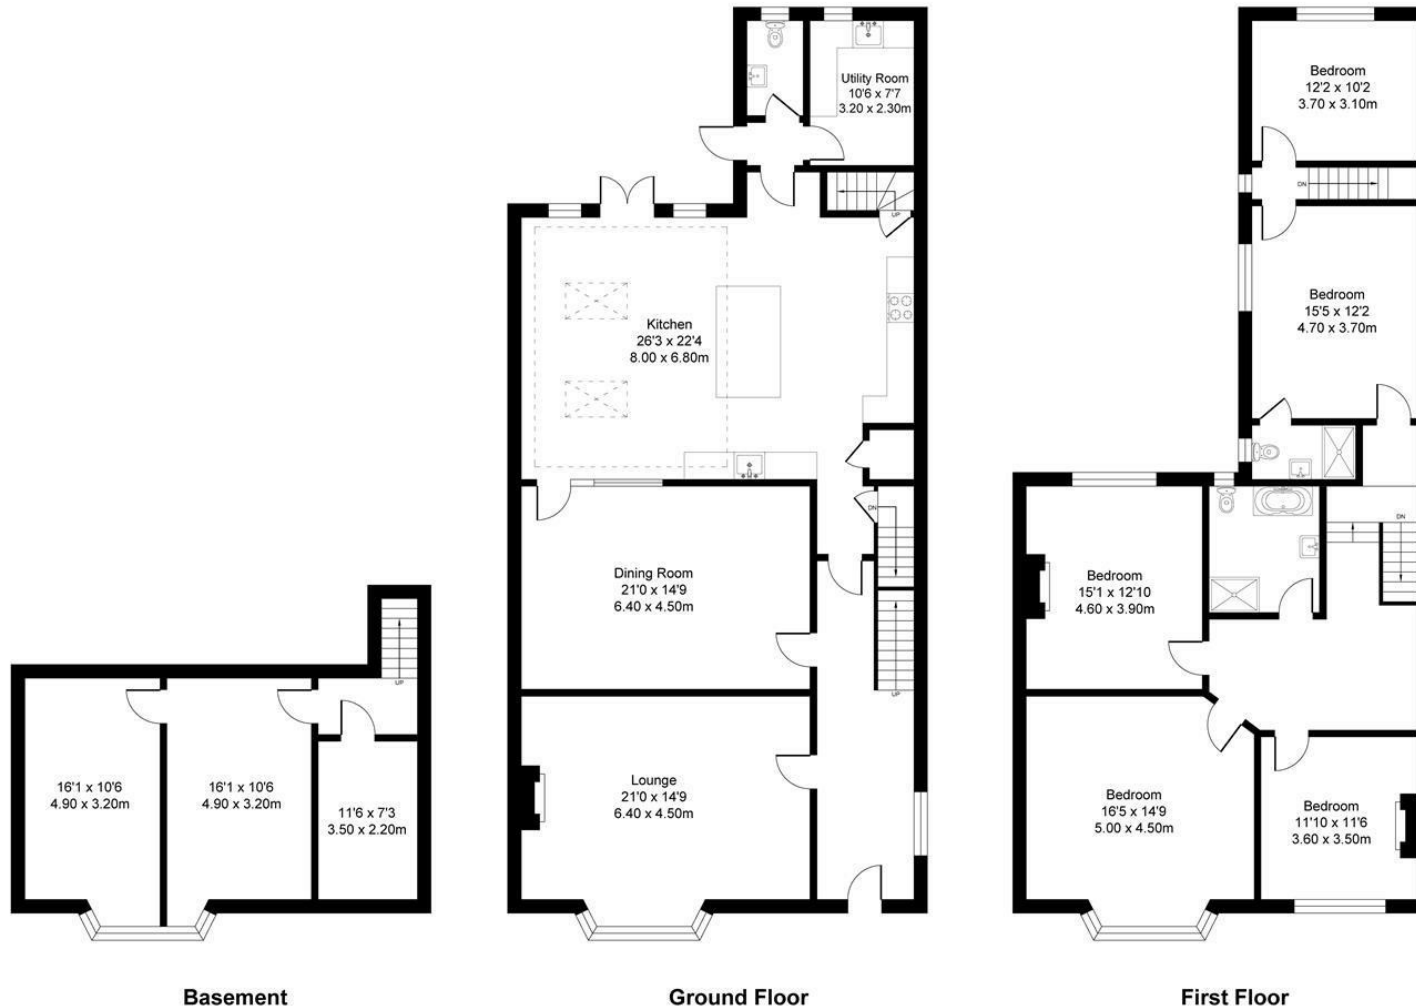 16'1 x 10'6
4.90 x 3.20m
16'1 x 10'6
4.90 x 3.20m
11'6 x 7'3
3.50 x 2.20m
UP
Basement
Utility Room
10'6 x 7'7
3.20 x 2.30m
UP
Kitchen
26'3 x 22'4
8.00 x 6.80m
DN
Dining Room
21'0 x 14'9
6.40 x 4.50m
UP
Lounge
21'0 x 14'9
6.40 x 4.50m
Ground Floor
Bedroom
12'2 x 10'2
3.70 x 3.10m
DN
Bedroom
15'5 x 12'2
4.70 x 3.70m
DN
Bedroom
15'1 x 12'10
4.60 x 3.90m
Bedroom
16'5 x 14'9
5.00 x 4.50m
Bedroom
11'10 x 11'6
3.60 x 3.50m
First Floor